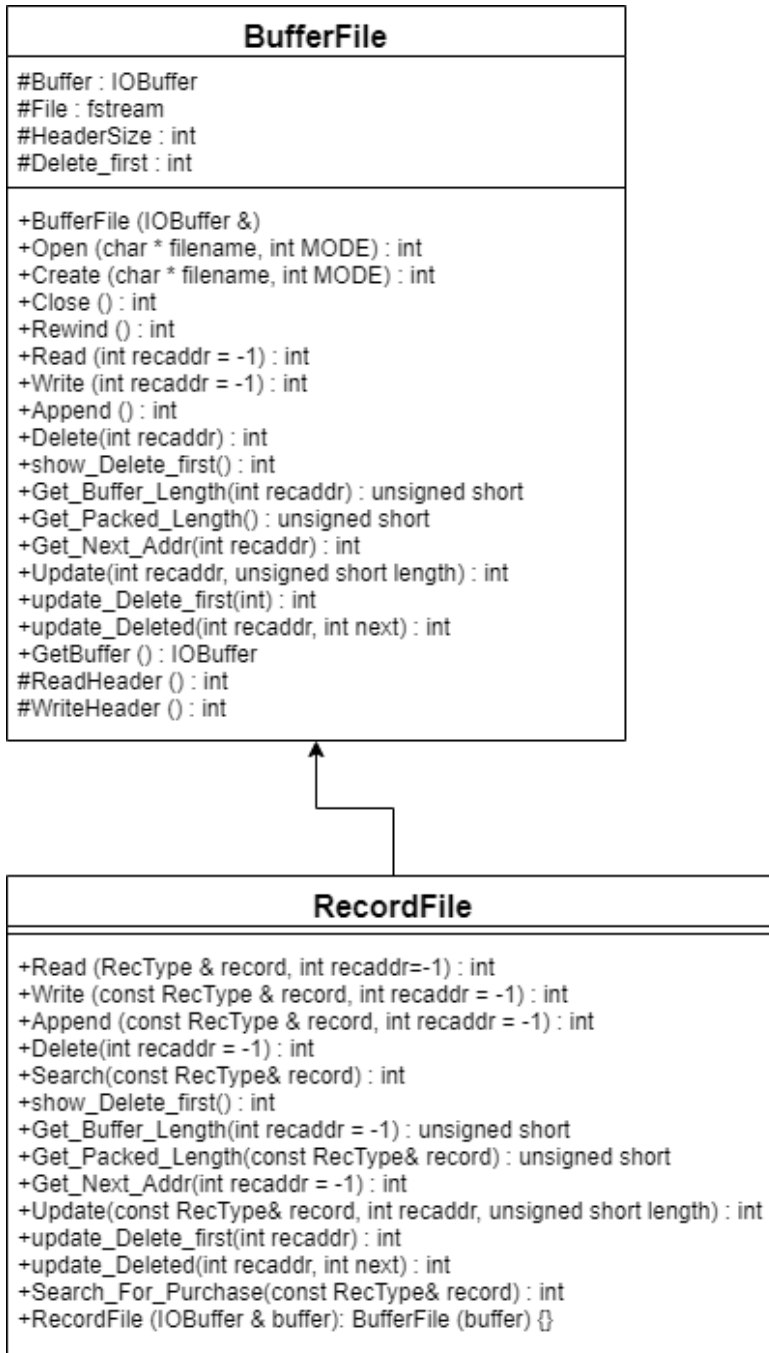 BufferFile
#Buffer : IOBuffer
#File : fstream
#HeaderSize : int
#Delete_first : int
+BufferFile (IOBuffer &)
+Open (char * filename, int MODE) : int
+Create (char * filename, int MODE) : int
+Close () : int
+Rewind () : int
+Read (int recaddr = -1) : int
+Write (int recaddr = -1) : int
+Append () : int
+Delete(int recaddr) : int
+show_Delete_first() : int
+Get_Buffer_Length(int recaddr) : unsigned short
+Get_Packed_Length() : unsigned short
+Get_Next_Addr(int recaddr) : int
+Update(int recaddr, unsigned short length) : int
+update_Delete_first(int) : int
+update_Deleted(int recaddr, int next) : int
+GetBuffer () : IOBuffer
#ReadHeader () : int
#WriteHeader () : int
RecordFile
+Read (RecType & record, int recaddr=-1) : int
+Write (const RecType & record, int recaddr = -1) : int
+Append (const RecType & record, int recaddr = -1) : int
+Delete(int recaddr = -1) : int
+Search(const RecType& record) : int
+show_Delete_first() : int
+Get_Buffer_Length(int recaddr = -1) : unsigned short
+Get_Packed_Length(const RecType& record) : unsigned short
+Get_Next_Addr(int recaddr = -1) : int
+Update(const RecType& record, int recaddr, unsigned short length) : int
+update_Delete_first(int recaddr) : int
+update_Deleted(int recaddr, int next) : int
+Search_For_Purchase(const RecType& record) : int
+RecordFile (IOBuffer & buffer): BufferFile (buffer) {}